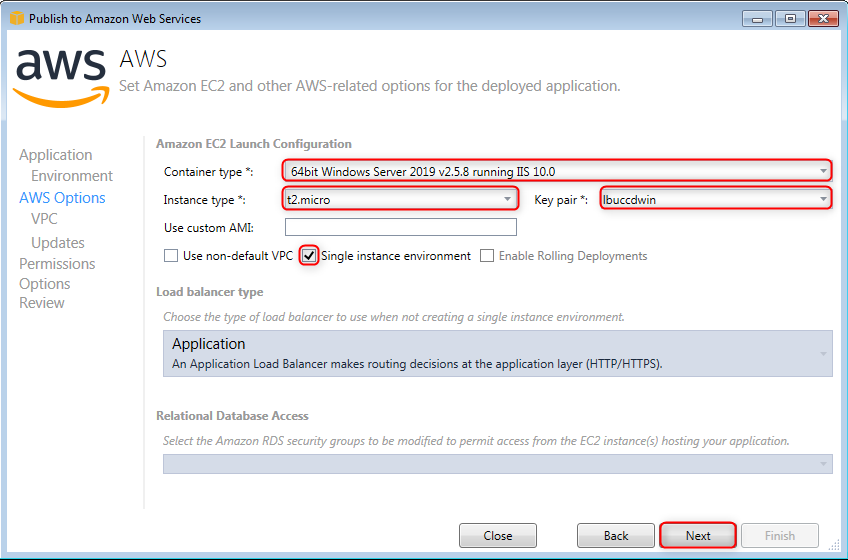 Publish to Amazon Web Services
aws
AWS
Set Amazon EC2 and other AWS-related options for the deployed application.
Application
Environment
AWS Options
VPC
Updates
Permissions
Options
Review
Amazon EC2 Launch Configuration
Container type *: 64bit Windows Server 2019 v2.5.8 running IIS 10.0
Instance type *: t2.micro Key pair *: lbuccdwin
Use custom AMI:
Use non-default VPC Single instance environment Enable Rolling Deployments
Load balancer type
Choose the type of load balancer to use when not creating a single instance environment.
Application
An Application Load Balancer makes routing decisions at the application layer (HTTP/HTTPS).
Relational Database Access
Select the Amazon RDS security groups to be modified to permit access from the EC2 instance(s) hosting your application.
Close Back Next Finish